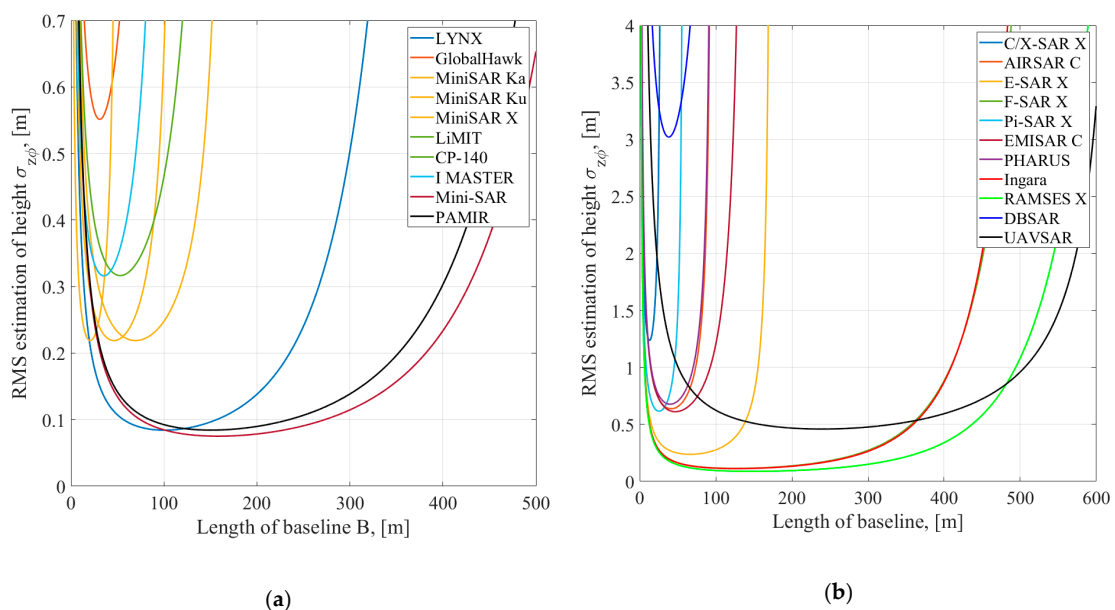 0.7
0.6
0.5
0.4
0.3
0.2
0.1
0
RMS estimation of height σzϕ, [m]
LYNX
GlobalHawk
MiniSAR Ka
MiniSAR Ku
MiniSAR X
LiMIT
CP-140
I MASTER
Mini-SAR
PAMIR
0 100 200 300 400 500
Length of baseline B, [m]
(a)
4
3.5
3
2.5
2
1.5
1
0.5
0
RMS estimation of height σzϕ, [m]
C/X-SAR X
AIRSAR C
E-SAR X
F-SAR X
Pi-SAR X
EMISAR C
PHARUS
Ingara
RAMSES X
DBSAR
UAVSAR
0 100 200 300 400 500 600
Length of baseline, [m]
(b)